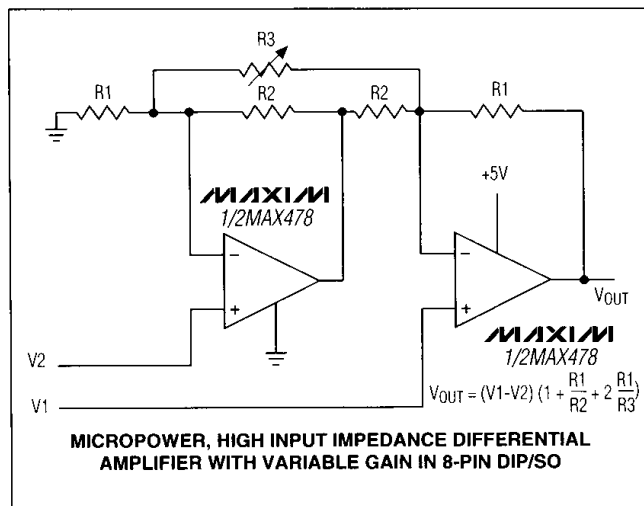 R3
R1
R2
R2
R1
+5V
MAXIM
1/2MAX478
−
+
−
+
VOUT
V2
MAXIM
1/2MAX478
V1
VOUT = (V1-V2) (1 + R1/R2 + 2 R1/R3)
MICROPOWER, HIGH INPUT IMPEDANCE DIFFERENTIAL
AMPLIFIER WITH VARIABLE GAIN IN 8-PIN DIP/SO